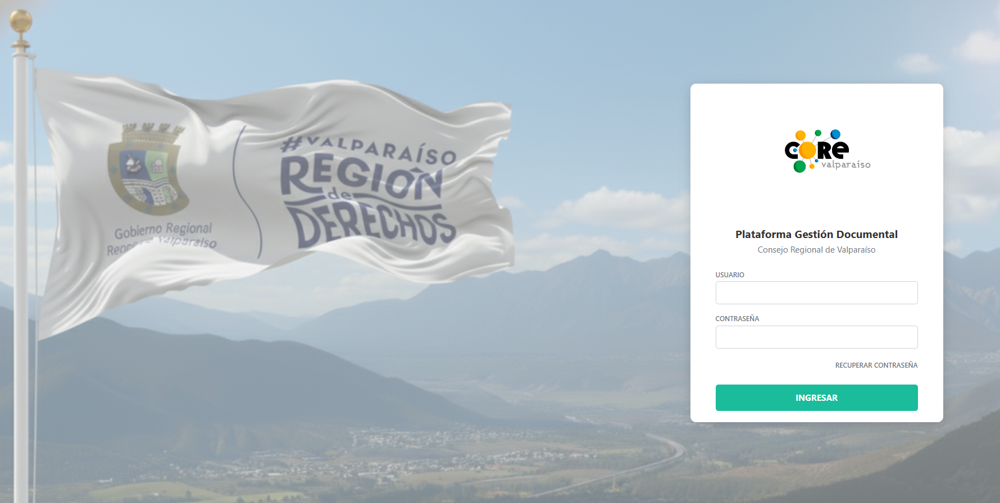 #VALPARAÍSO
REGIÓN
de
DERECHOS
Gobierno Regional
Valparaíso
CORE
valparaíso
Plataforma Gestión Documental
Consejo Regional de Valparaíso
USUARIO
CONTRASEÑA
RECUPERAR CONTRASEÑA
INGRESAR